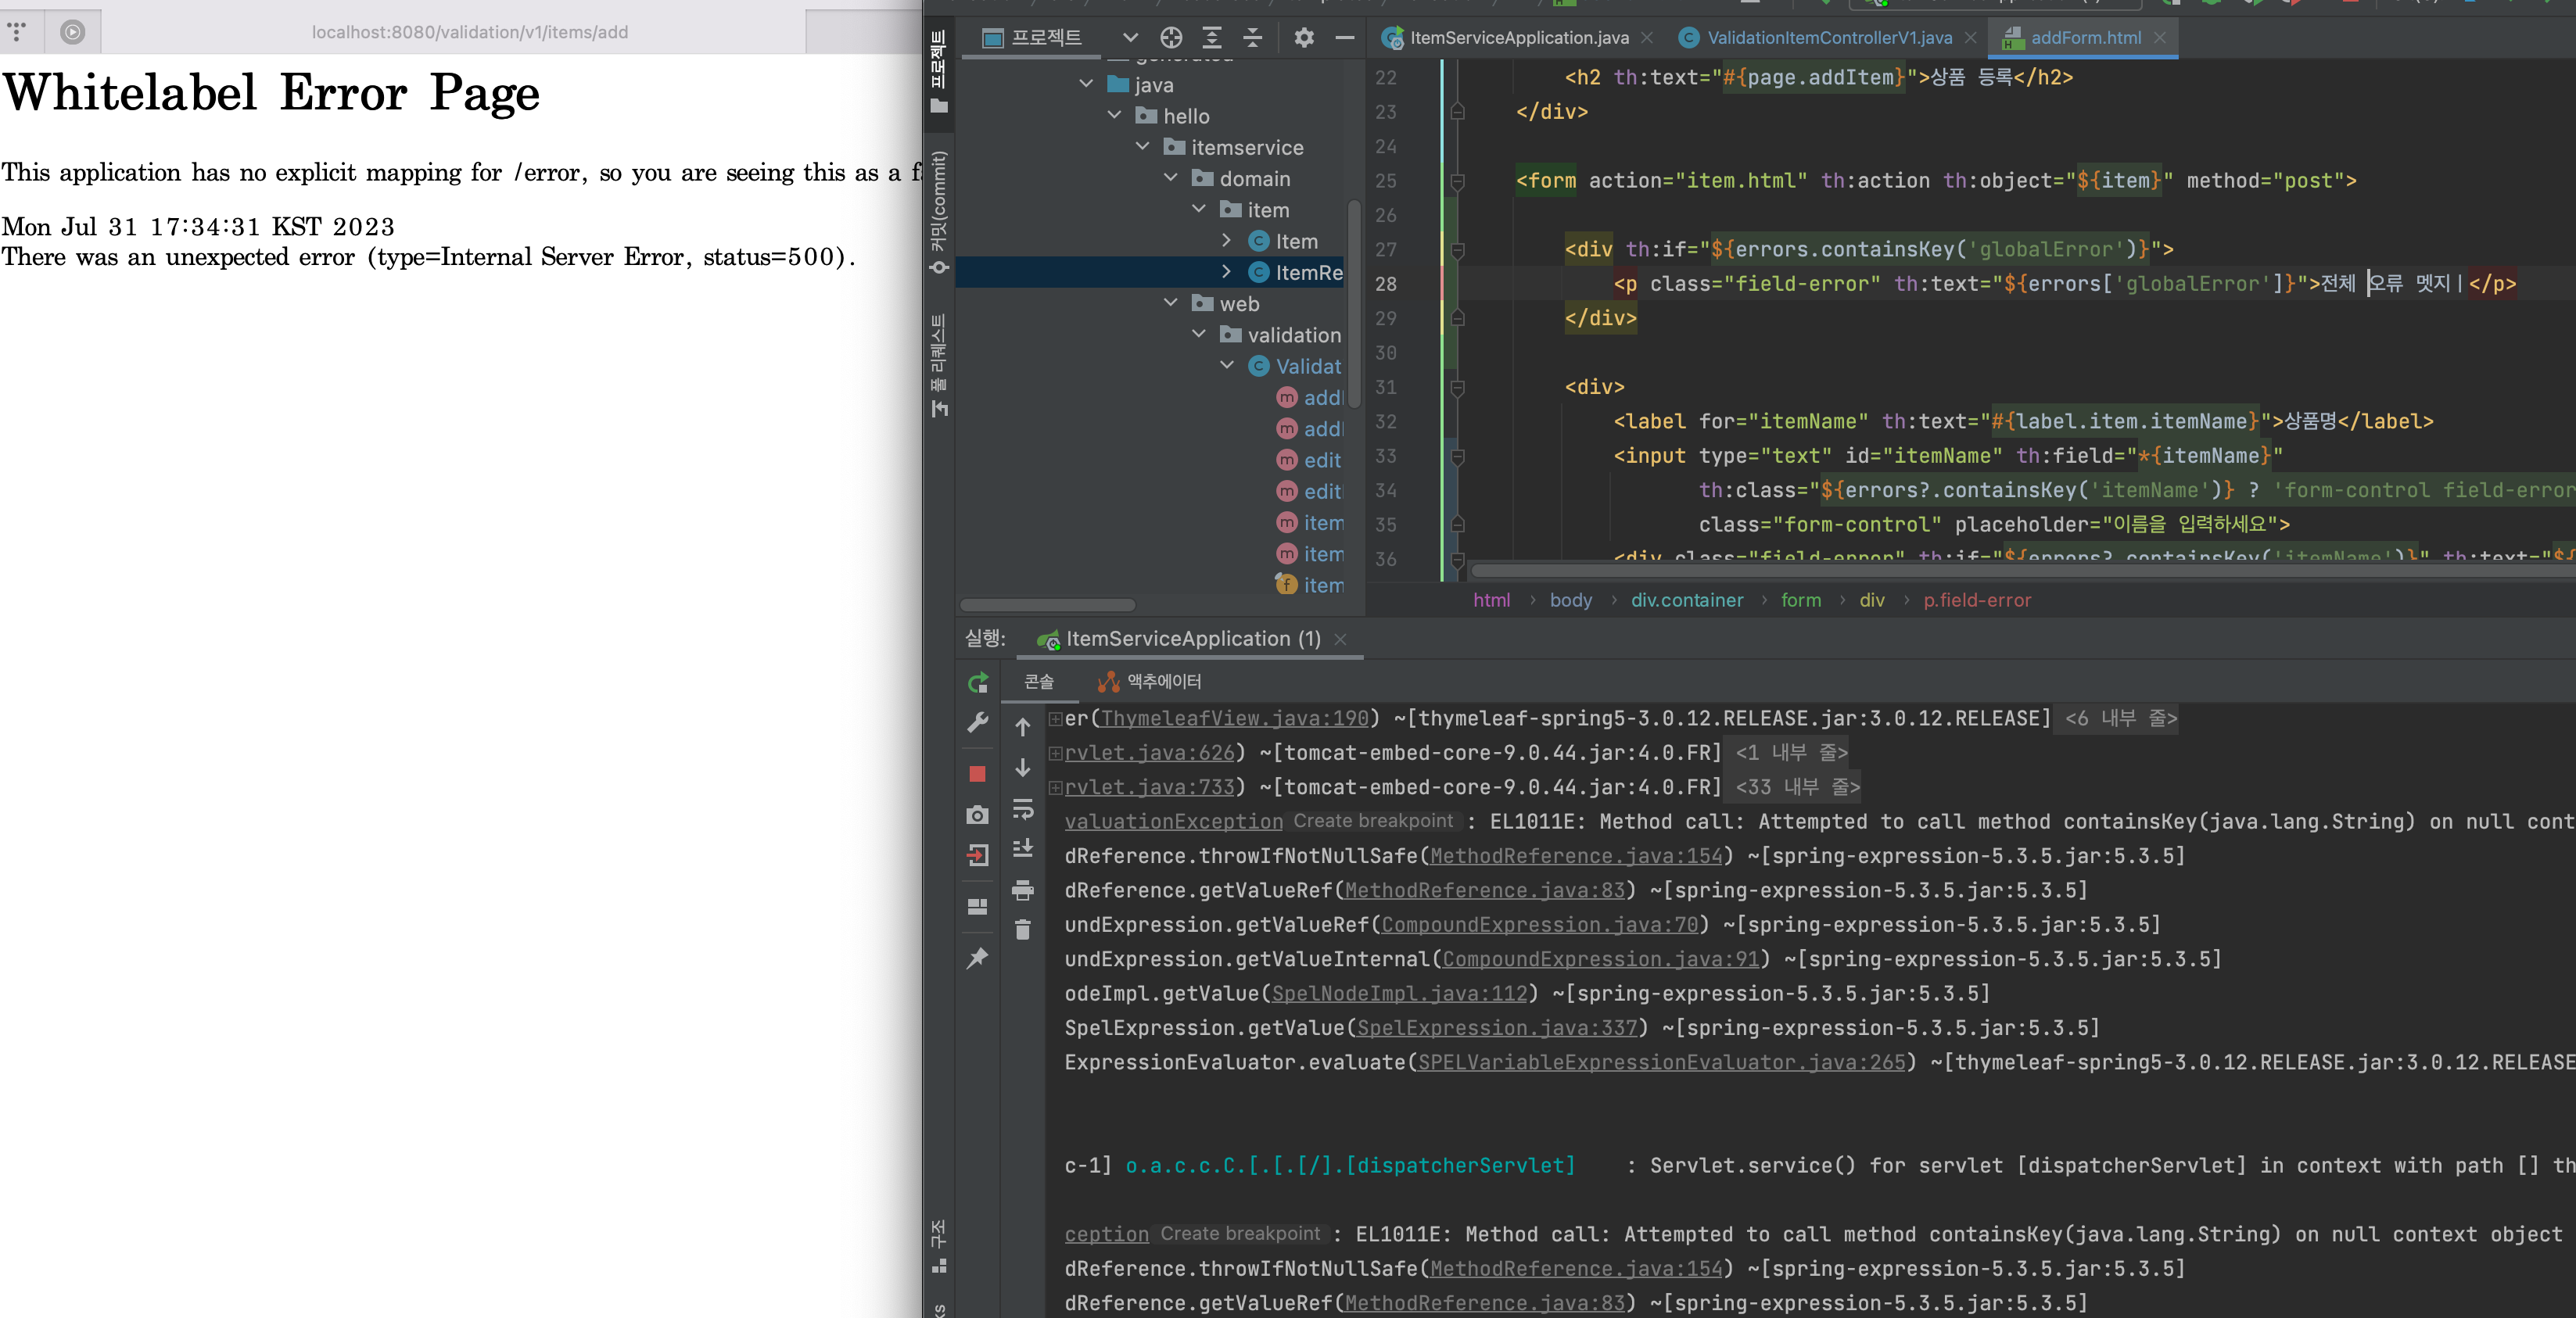 localhost:8080/validation/v1/items/add
Whitelabel Error Page
This application has no explicit mapping for /error, so you are seeing this as a f
Mon Jul 31 17:34:31 KST 2023
There was an unexpected error (type=Internal Server Error, status=500).
프로젝트
커밋(commit)
풀 리퀘스트
구조
프로젝트
java
hello
itemservice
domain
item
Item
ItemRe
web
validation
Validat
add
add
edit
edit
item
item
item
ItemServiceApplication.java
ValidationItemControllerV1.java
addForm.html
22 <h2 th:text="#{page.addItem}">상품 등록</h2>
23 </div>
24
25 <form action="item.html" th:action th:object="${item}" method="post">
26
27 <div th:if="${errors.containsKey('globalError')}">
28 <p class="field-error" th:text="${errors['globalError']}">전체 오류 멧지ㅣ</p>
29 </div>
30
31 <div>
32 <label for="itemName" th:text="#{label.item.itemName}">상품명</label>
33 <input type="text" id="itemName" th:field="*{itemName}"
34 th:class="${errors?.containsKey('itemName')} ? 'form-control field-error
35 class="form-control" placeholder="이름을 입력하세요">
36 <div class="field-error" th:if="${errors?.containsKey('itemName')}" th:text="${
html > body > div.container > form > div > p.field-error
실행: ItemServiceApplication (1)
콘솔 액추에이터
er(ThymeleafView.java:190) ~[thymeleaf-spring5-3.0.12.RELEASE.jar:3.0.12.RELEASE] <6 내부 줄>
rvlet.java:626) ~[tomcat-embed-core-9.0.44.jar:4.0.FR] <1 내부 줄>
rvlet.java:733) ~[tomcat-embed-core-9.0.44.jar:4.0.FR] <33 내부 줄>
valuationException Create breakpoint : EL1011E: Method call: Attempted to call method containsKey(java.lang.String) on null cont
dReference.throwIfNotNullSafe(MethodReference.java:154) ~[spring-expression-5.3.5.jar:5.3.5]
dReference.getValueRef(MethodReference.java:83) ~[spring-expression-5.3.5.jar:5.3.5]
undExpression.getValueRef(CompoundExpression.java:70) ~[spring-expression-5.3.5.jar:5.3.5]
undExpression.getValueInternal(CompoundExpression.java:91) ~[spring-expression-5.3.5.jar:5.3.5]
odeImpl.getValue(SpelNodeImpl.java:112) ~[spring-expression-5.3.5.jar:5.3.5]
SpelExpression.getValue(SpelExpression.java:337) ~[spring-expression-5.3.5.jar:5.3.5]
ExpressionEvaluator.evaluate(SPELVariableExpressionEvaluator.java:265) ~[thymeleaf-spring5-3.0.12.RELEASE.jar:3.0.12.RELEASE
c-1] o.a.c.c.C.[.[.[/].[dispatcherServlet] : Servlet.service() for servlet [dispatcherServlet] in context with path [] th
ception Create breakpoint : EL1011E: Method call: Attempted to call method containsKey(java.lang.String) on null context object
dReference.throwIfNotNullSafe(MethodReference.java:154) ~[spring-expression-5.3.5.jar:5.3.5]
dReference.getValueRef(MethodReference.java:83) ~[spring-expression-5.3.5.jar:5.3.5]